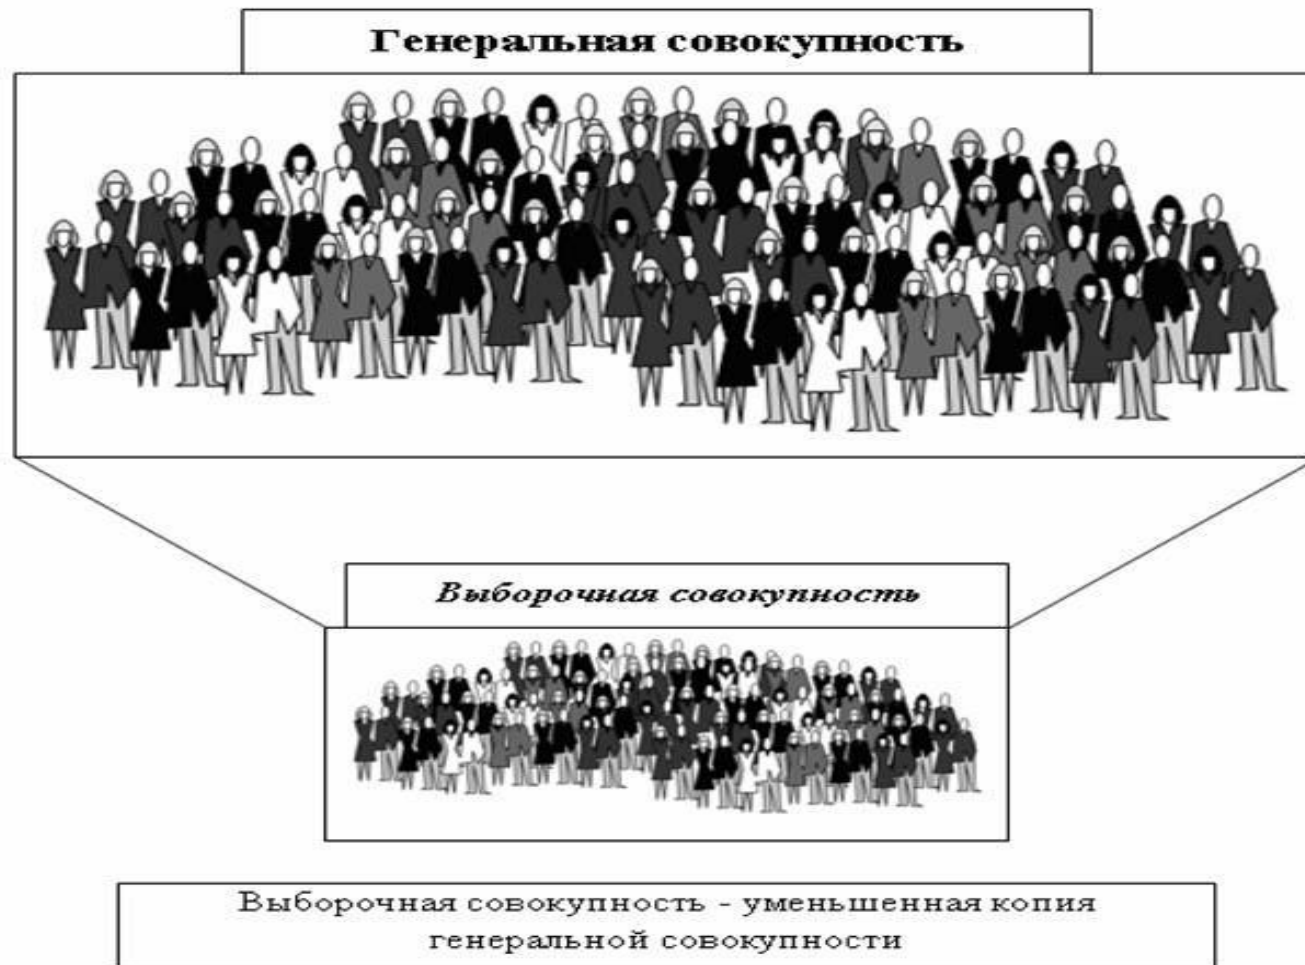 Генеральная совокупность
Выборочная совокупность
Выборочная совокупность - уменьшенная копия
генеральной совокупности